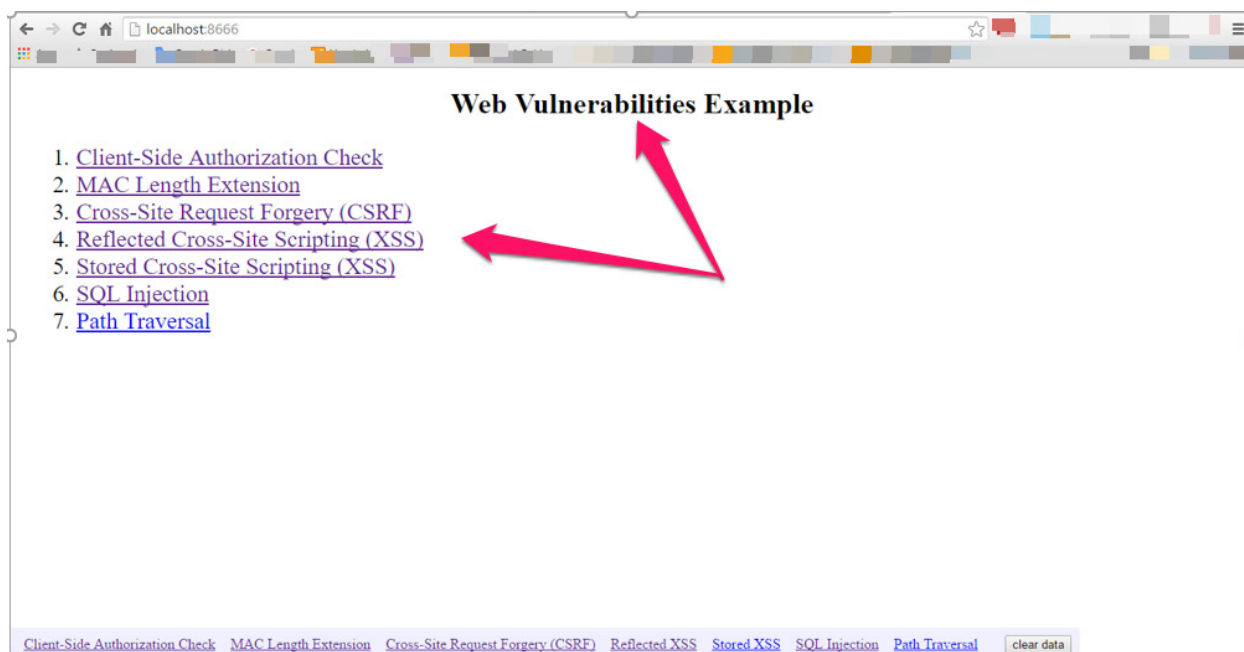 localhost:8666
Web Vulnerabilities Example
1. Client-Side Authorization Check
2. MAC Length Extension
3. Cross-Site Request Forgery (CSRF)
4. Reflected Cross-Site Scripting (XSS)
5. Stored Cross-Site Scripting (XSS)
6. SQL Injection
7. Path Traversal
Client-Side Authorization Check MAC Length Extension Cross-Site Request Forgery (CSRF) Reflected XSS Stored XSS SQL Injection Path Traversal clear data